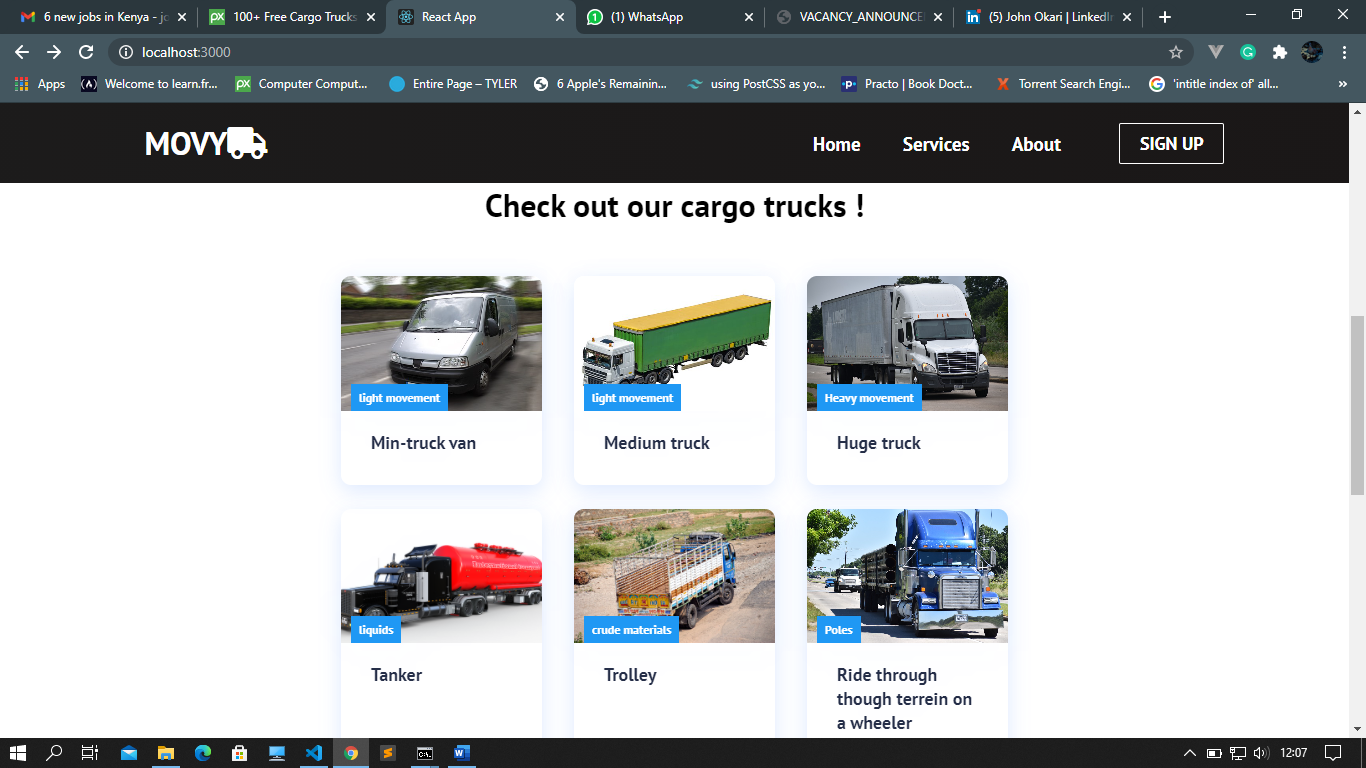 6 new jobs in Kenya - jo
100+ Free Cargo Trucks
React App
(1) WhatsApp
VACANCY_ANNOUNCE
(5) John Okari | LinkedIn
localhost:3000
Apps
Welcome to learn.fr...
Computer Comput...
Entire Page – TYLER
6 Apple's Remainin...
using PostCSS as yo...
Practo | Book Doct...
Torrent Search Engi...
'intitle index of' all...
»
MOVY
Home
Services
About
SIGN UP
Check out our cargo trucks !
light movement
light movement
Heavy movement
Min-truck van
Medium truck
Huge truck
liquids
crude materials
Poles
Tanker
Trolley
Ride through
though terrein on
a wheeler
12:07